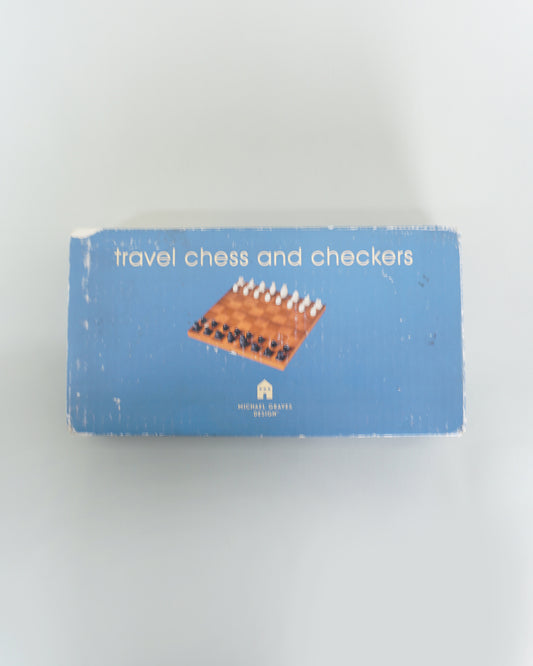 travel chess and checkers
MICHAEL GRAVES
DESIGN